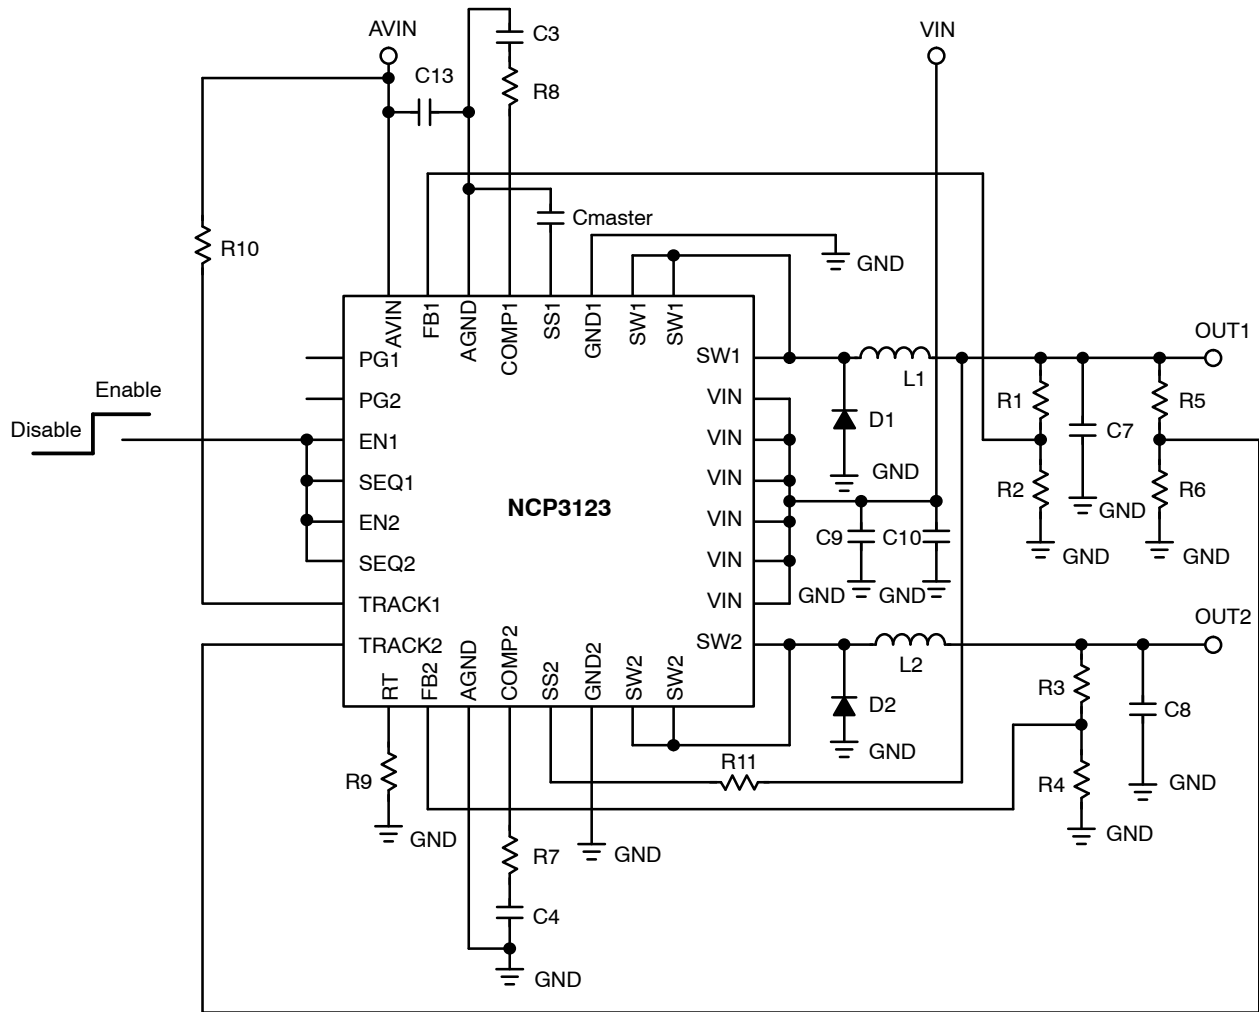 AVIN
C3
VIN
C13
R8
Cmaster
R10
GND
AVIN
FB1
AGND
COMP1
SS1
GND1
SW1
SW1
OUT1
PG1
SW1
L1
Enable
PG2
VIN
R1
R5
Disable
EN1
VIN
D1
C7
SEQ1
VIN
GND
R2
R6
NCP3123
GND
EN2
VIN
C9
C10
SEQ2
VIN
GND
GND
TRACK1
VIN
GND
GND
OUT2
TRACK2
SW2
L2
RT
FB2
AGND
COMP2
SS2
GND2
SW2
SW2
R3
D2
C8
GND
R11
R9
R4
GND
GND
GND
R7
GND
C4
GND